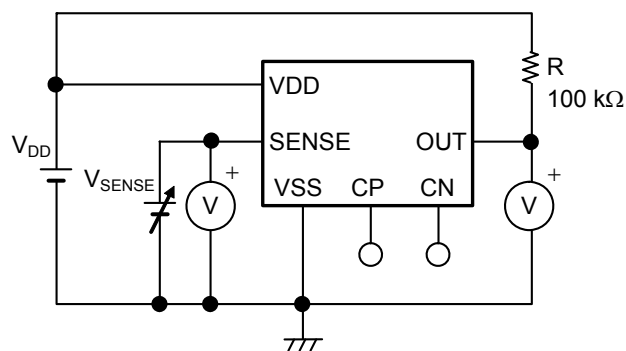 R
100 kΩ
VDD
VDD
SENSE
OUT
VSENSE
+
V
VSS
CP
CN
+
V